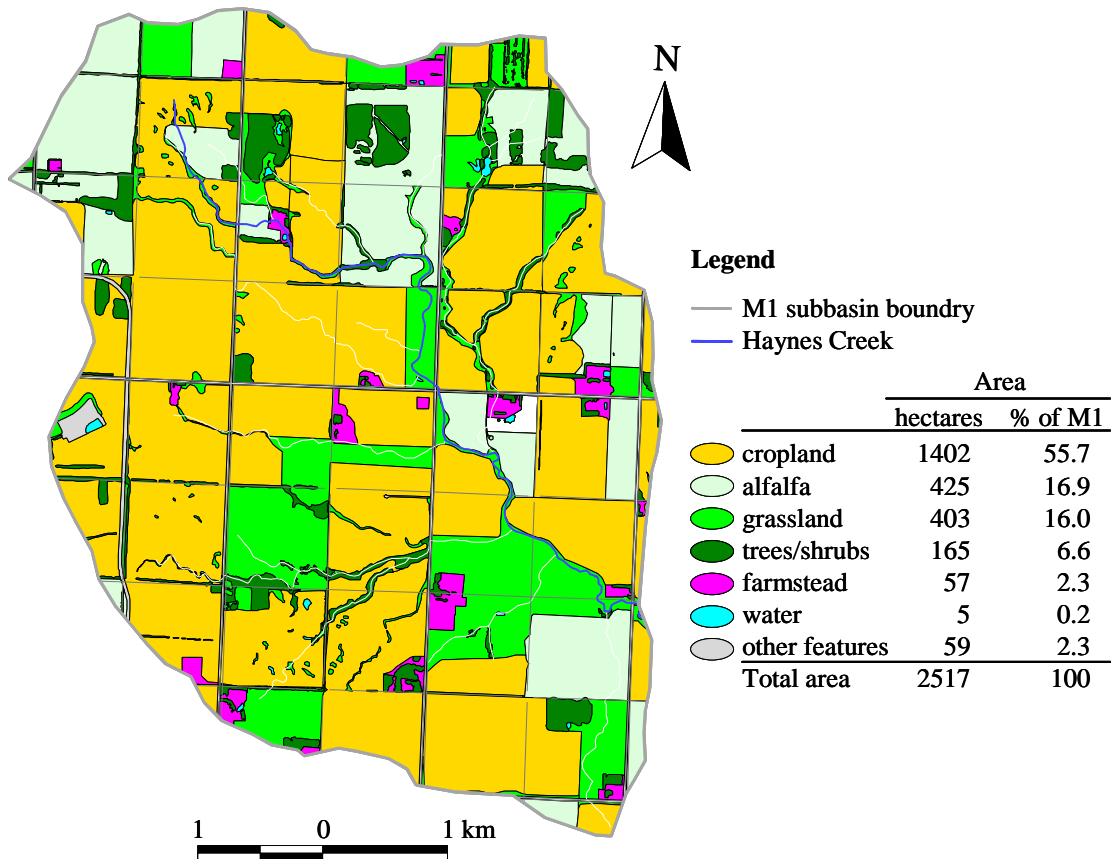 N
Legend
M1 subbasin boundry
Haynes Creek
Area
hectares % of M1
cropland 1402 55.7
alfalfa 425 16.9
grassland 403 16.0
trees/shrubs 165 6.6
farmstead 57 2.3
water 5 0.2
other features 59 2.3
Total area 2517 100
1 0 1 km